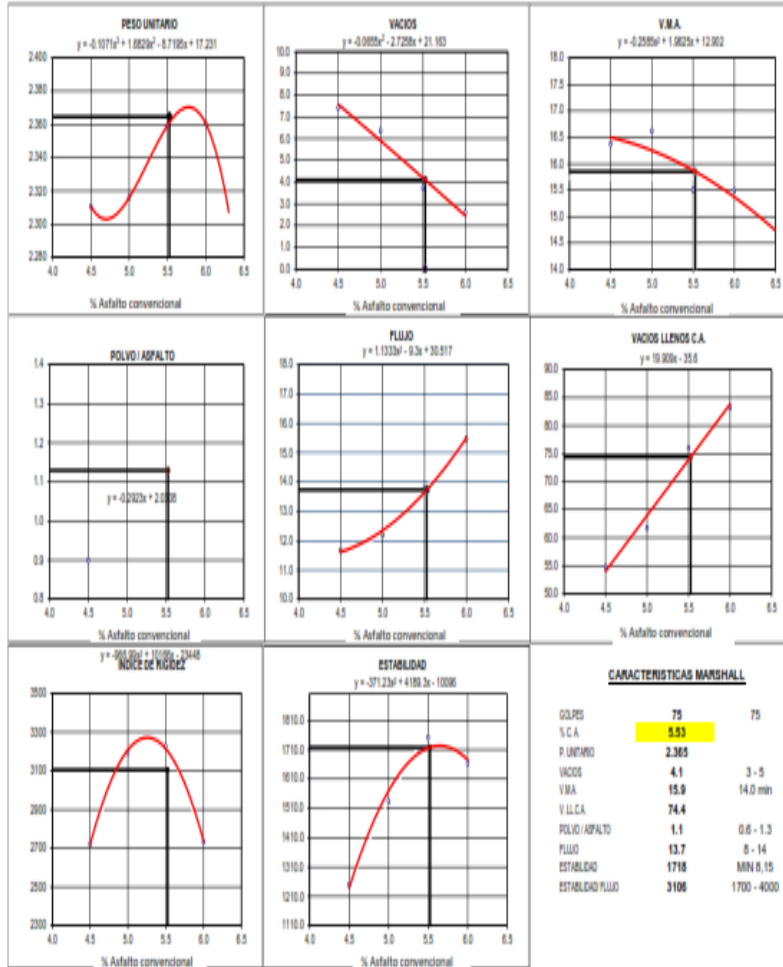 PESO UNITARIO
y = -0.1071x³ + 1.6829x² - 8.7195x + 17.231
2.400
2.380
2.360
2.340
2.320
2.300
2.280
4.0 4.5 5.0 5.5 6.0 6.5
% Asfalto convencional
VACIOS
y = -0.0855x² - 2.7258x + 21.163
10.0
9.0
8.0
7.0
6.0
5.0
4.0
3.0
2.0
1.0
0.0
4.0 4.5 5.0 5.5 6.0 6.5
% Asfalto convencional
V.M.A.
y = -0.2585x² + 1.9625x + 12.902
18.0
17.5
17.0
16.5
16.0
15.5
15.0
14.5
14.0
4.0 4.5 5.0 5.5 6.0 6.5
% Asfalto convencional
POLVO / ASFALTO
1.4
1.3
1.2
1.1
1.0
0.9
0.8
y = -0.2923x +
4.0 4.5 5.0 5.5 6.0 6.5
% Asfalto convencional
FLUJO
y = 1.1333x² - 9.3x + 30.517
18.0
17.0
16.0
15.0
14.0
13.0
12.0
11.0
10.0
4.0 4.5 5.0 5.5 6.0 6.5
% Asfalto convencional
VACIOS LLENOS C.A.
y = 19.909x - 35.6
90.0
85.0
80.0
75.0
70.0
65.0
60.0
55.0
50.0
4.0 4.5 5.0 5.5 6.0 6.5
% Asfalto convencional
10166x - 23448
INDICE DE RIGIDEZ
3500
3300
3100
2900
2700
2500
2300
4.0 4.5 5.0 5.5 6.0 6.5
% Asfalto convencional
ESTABILIDAD
y = -371.23x² + 4189.3x - 10096
1810.0
1710.0
1610.0
1510.0
1410.0
1310.0
1210.0
1110.0
4.0 4.5 5.0 5.5 6.0 6.5
% Asfalto convencional
CARACTERISTICAS MARSHALL
GOLPES 75 75
% C.A. 5.53
P. UNITARIO 2.365
VACIOS 4.1 3 - 5
V.M.A. 15.9 14.0 min
V.LL.C.A. 74.4
POLVO / ASFALTO 1.1 0.6 - 1.3
FLUJO 13.7 8 - 14
ESTABILIDAD 1718 MIN 8,15
ESTABILIDAD FLUJO 3106 1700 - 4000